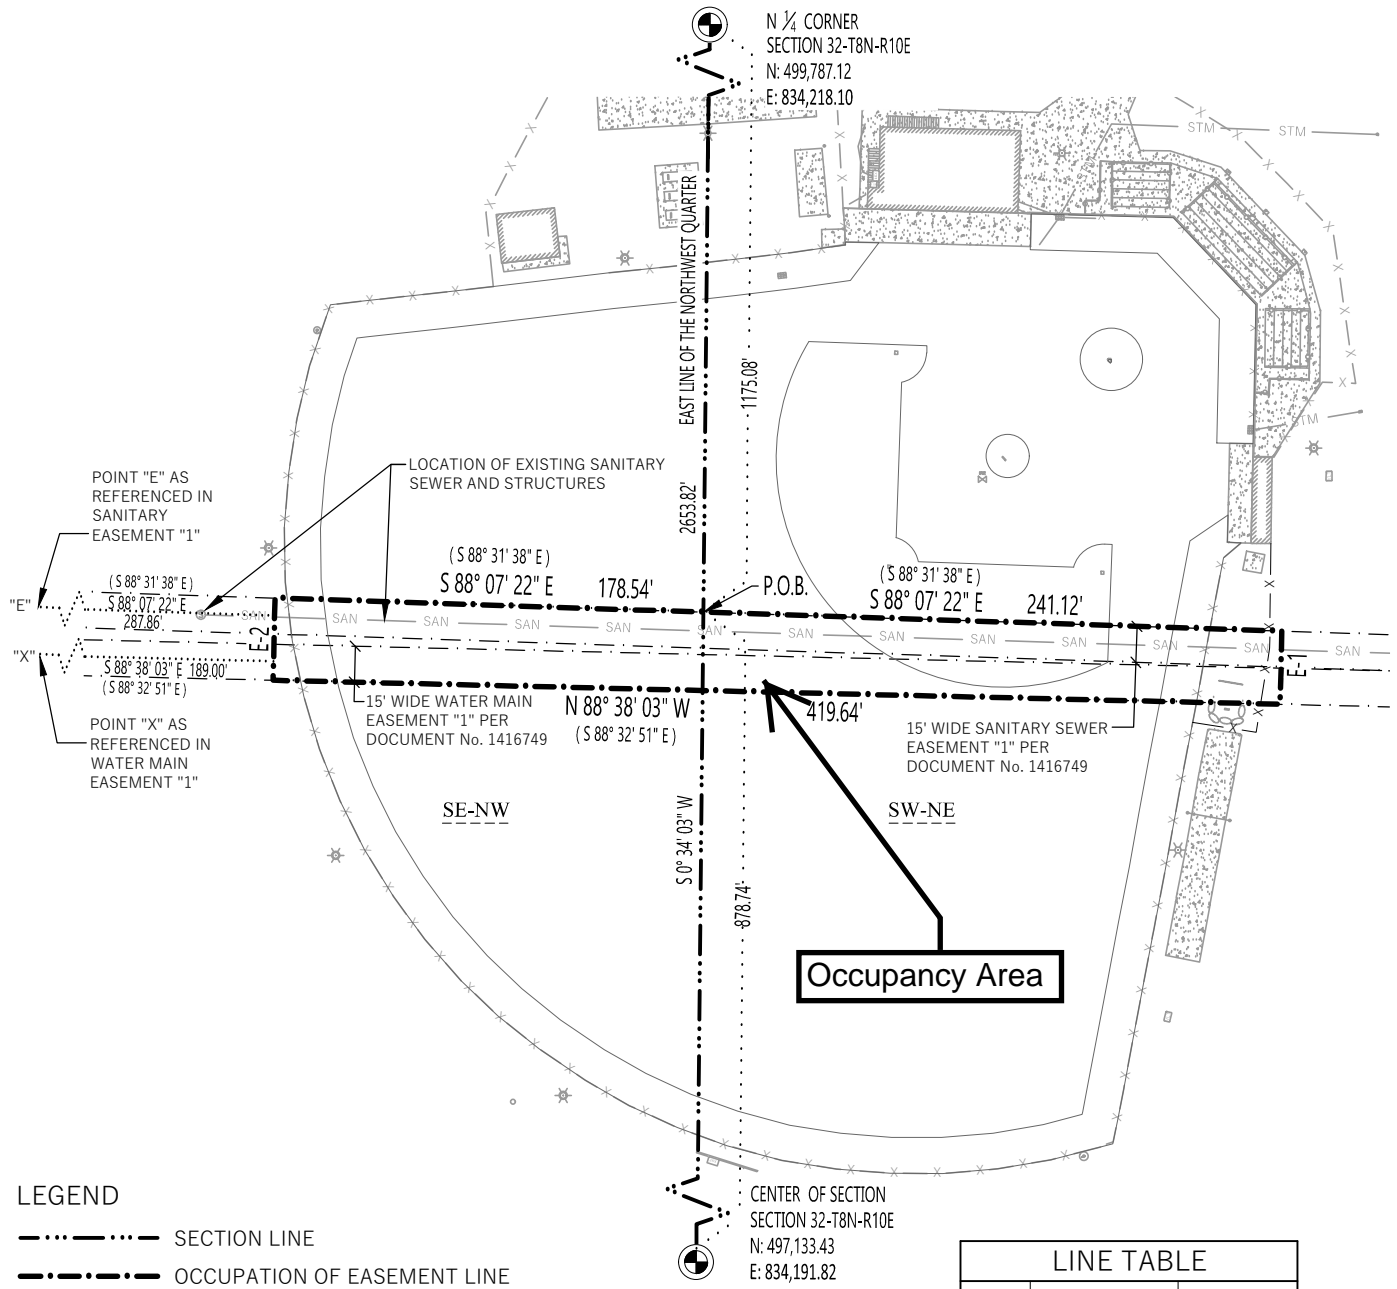 N 1/4 CORNER
SECTION 32-T8N-R10E
N: 499,787.12
E: 834,218.10
STM
STM
STM
STM
EAST LINE OF THE NORTHWEST QUARTER
1175.08'
2653.82'
LOCATION OF EXISTING SANITARY
SEWER AND STRUCTURES
POINT "E" AS
REFERENCED IN
SANITARY
EASEMENT "1"
(S 88° 31' 38" E)
S 88° 07' 22" E
287.86'
"E"
"X"
S 88° 38' 03" E 189.00'
(S 88° 32' 51" E)
POINT "X" AS
REFERENCED IN
WATER MAIN
EASEMENT "1"
(S 88° 31' 38" E)
S 88° 07' 22" E 178.54'
P.O.B.
(S 88° 31' 38" E)
S 88° 07' 22" E 241.12'
SAN SAN SAN SAN SAN SAN SAN SAN SAN SAN SAN SAN
E-2
E-1
15' WIDE WATER MAIN
EASEMENT "1" PER
DOCUMENT No. 1416749
N 88° 38' 03" W 419.64'
(S 88° 32' 51" E)
15' WIDE SANITARY SEWER
EASEMENT "1" PER
DOCUMENT No. 1416749
SE-NW
SW-NE
S 0° 34' 03" W
878.74'
Occupancy Area
CENTER OF SECTION
SECTION 32-T8N-R10E
N: 497,133.43
E: 834,191.82
LEGEND
SECTION LINE
OCCUPATION OF EASEMENT LINE
LINE TABLE